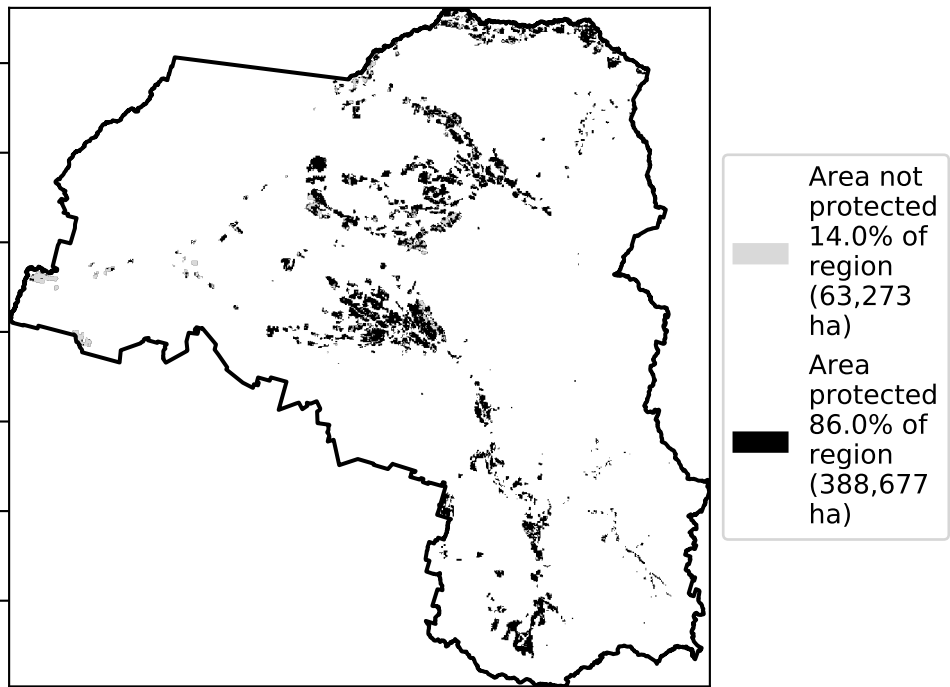 Area not
protected
14.0% of
region
(63,273
ha)
Area
protected
86.0% of
region
(388,677
ha)